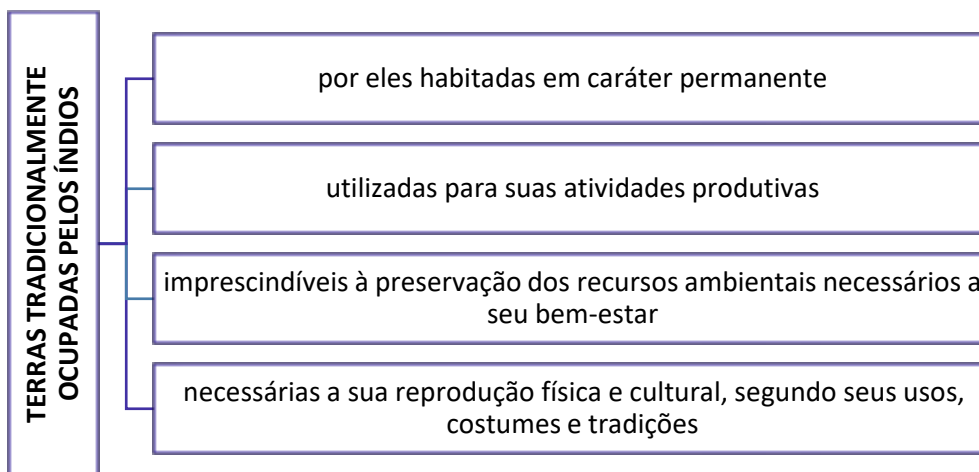 TERRAS TRADICIONALMENTE
OCUPADAS PELOS ÍNDIOS
por eles habitadas em caráter permanente
utilizadas para suas atividades produtivas
imprescindíveis à preservação dos recursos ambientais necessários a
seu bem-estar
necessárias a sua reprodução física e cultural, segundo seus usos,
costumes e tradições